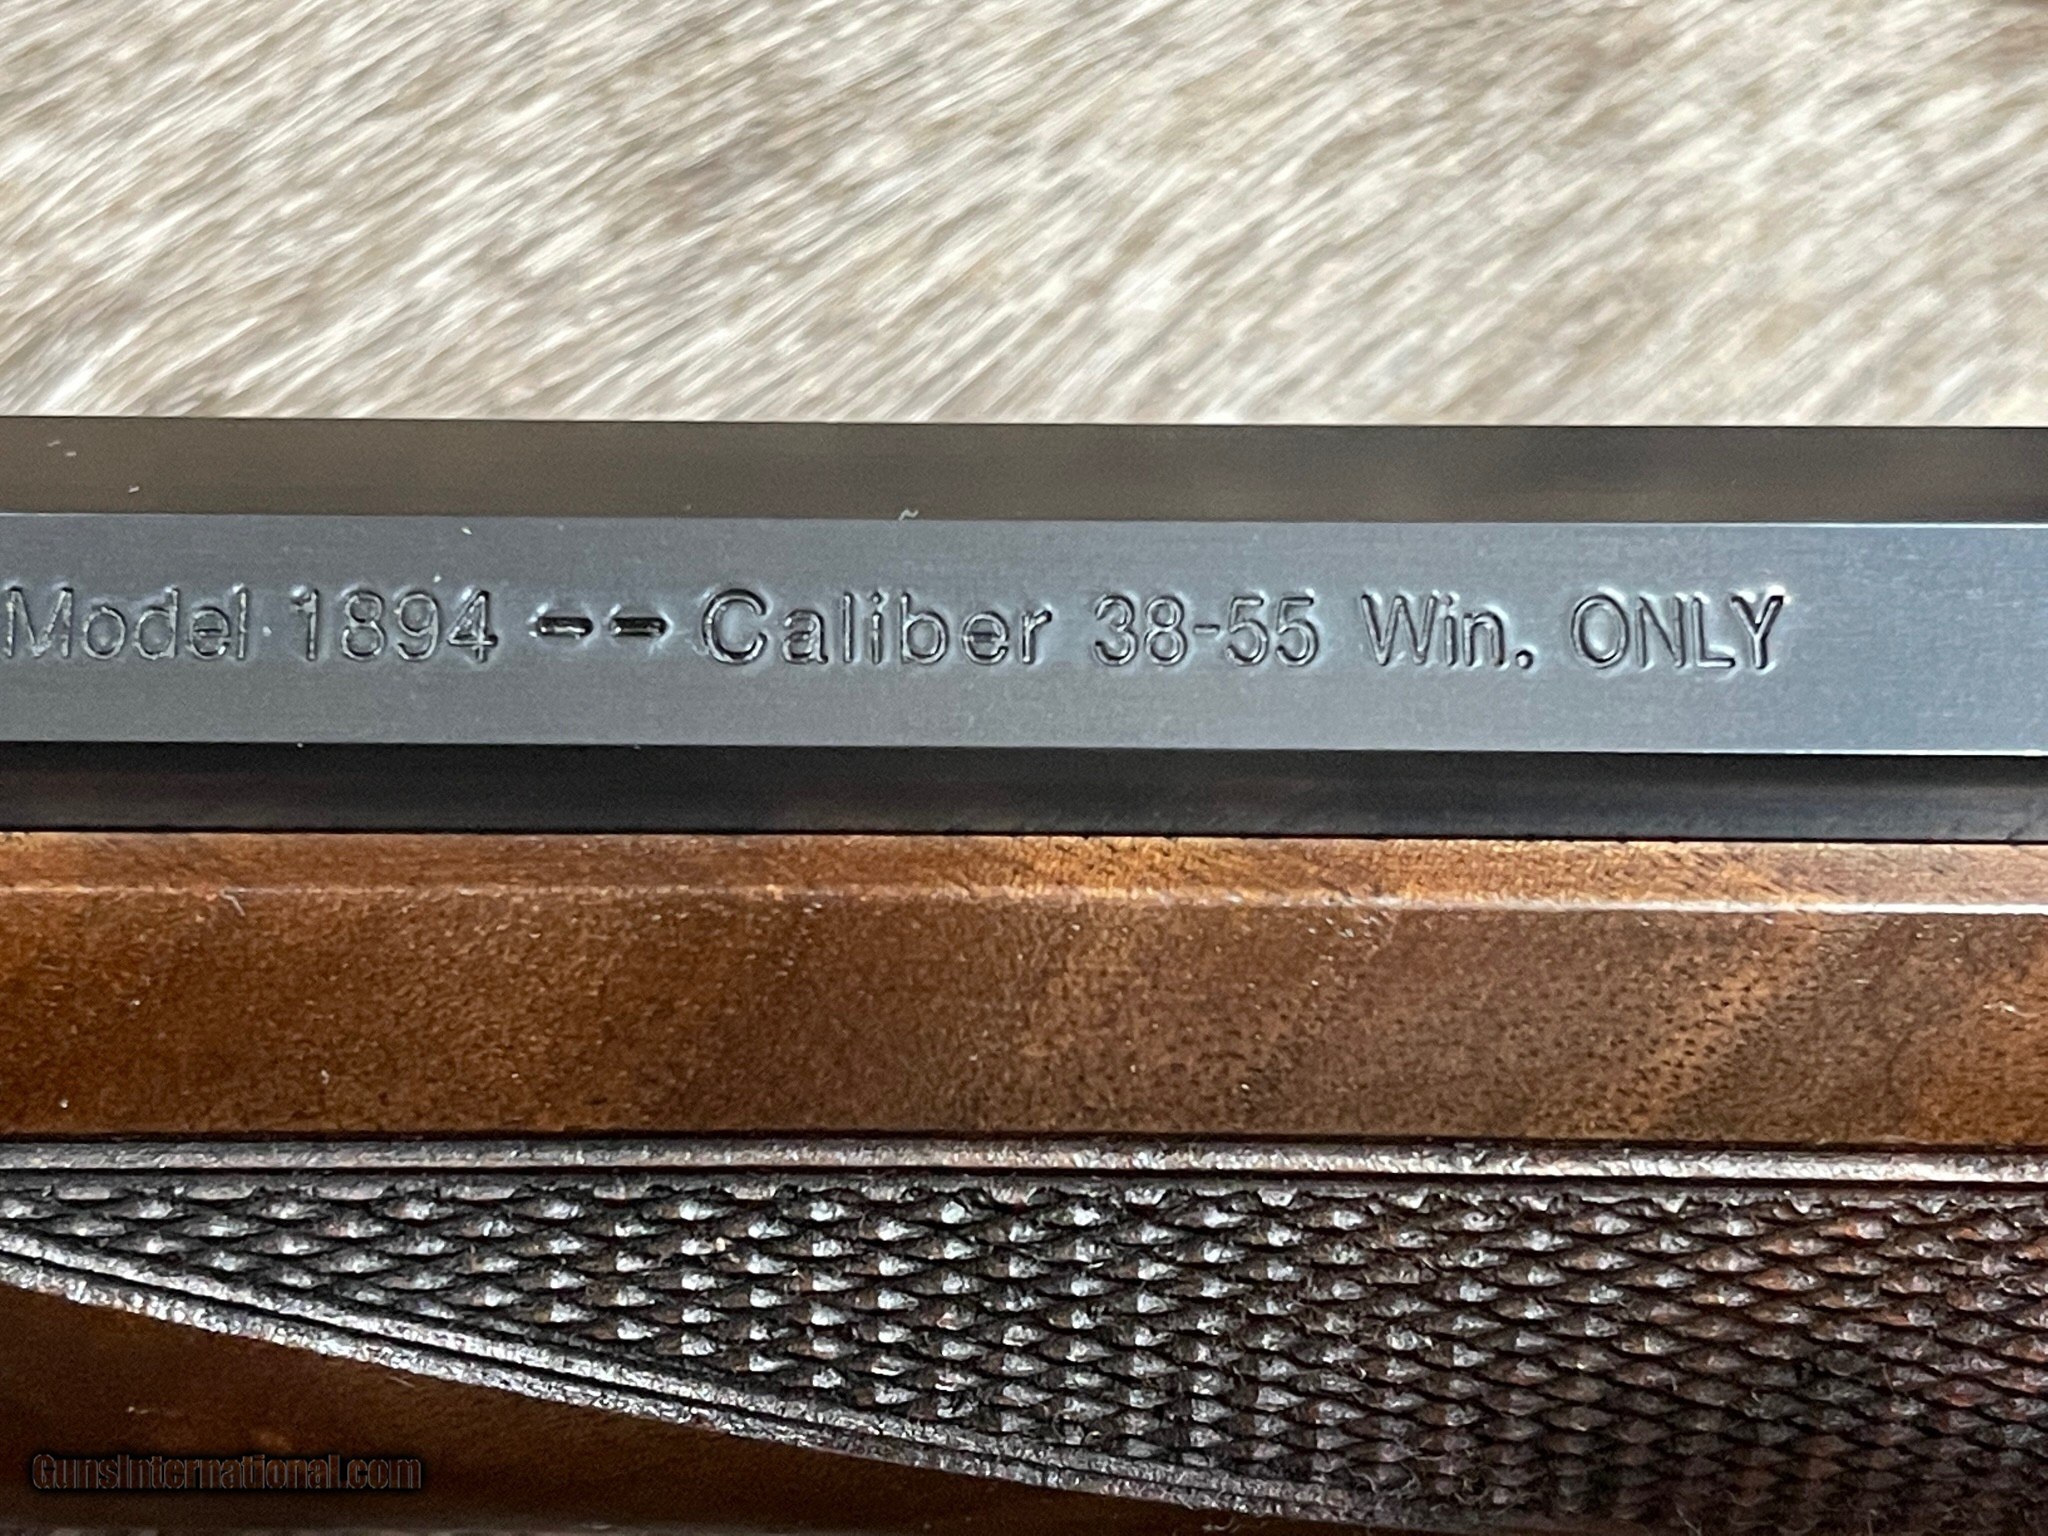 Model 1894 -- Caliber 38-55 Win. ONLY
GunsInternational.com